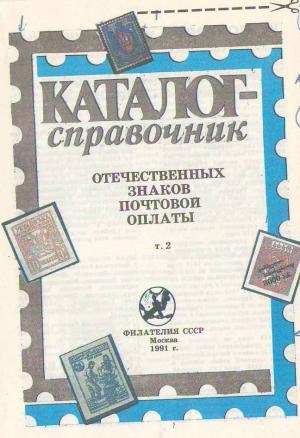 КАТАЛОГ-
справочник
ОТЕЧЕСТВЕННЫХ
ЗНАКОВ
ПОЧТОВОЙ
ОПЛАТЫ
т. 2
ФИЛАТЕЛИЯ СССР
Москва
1991 г.